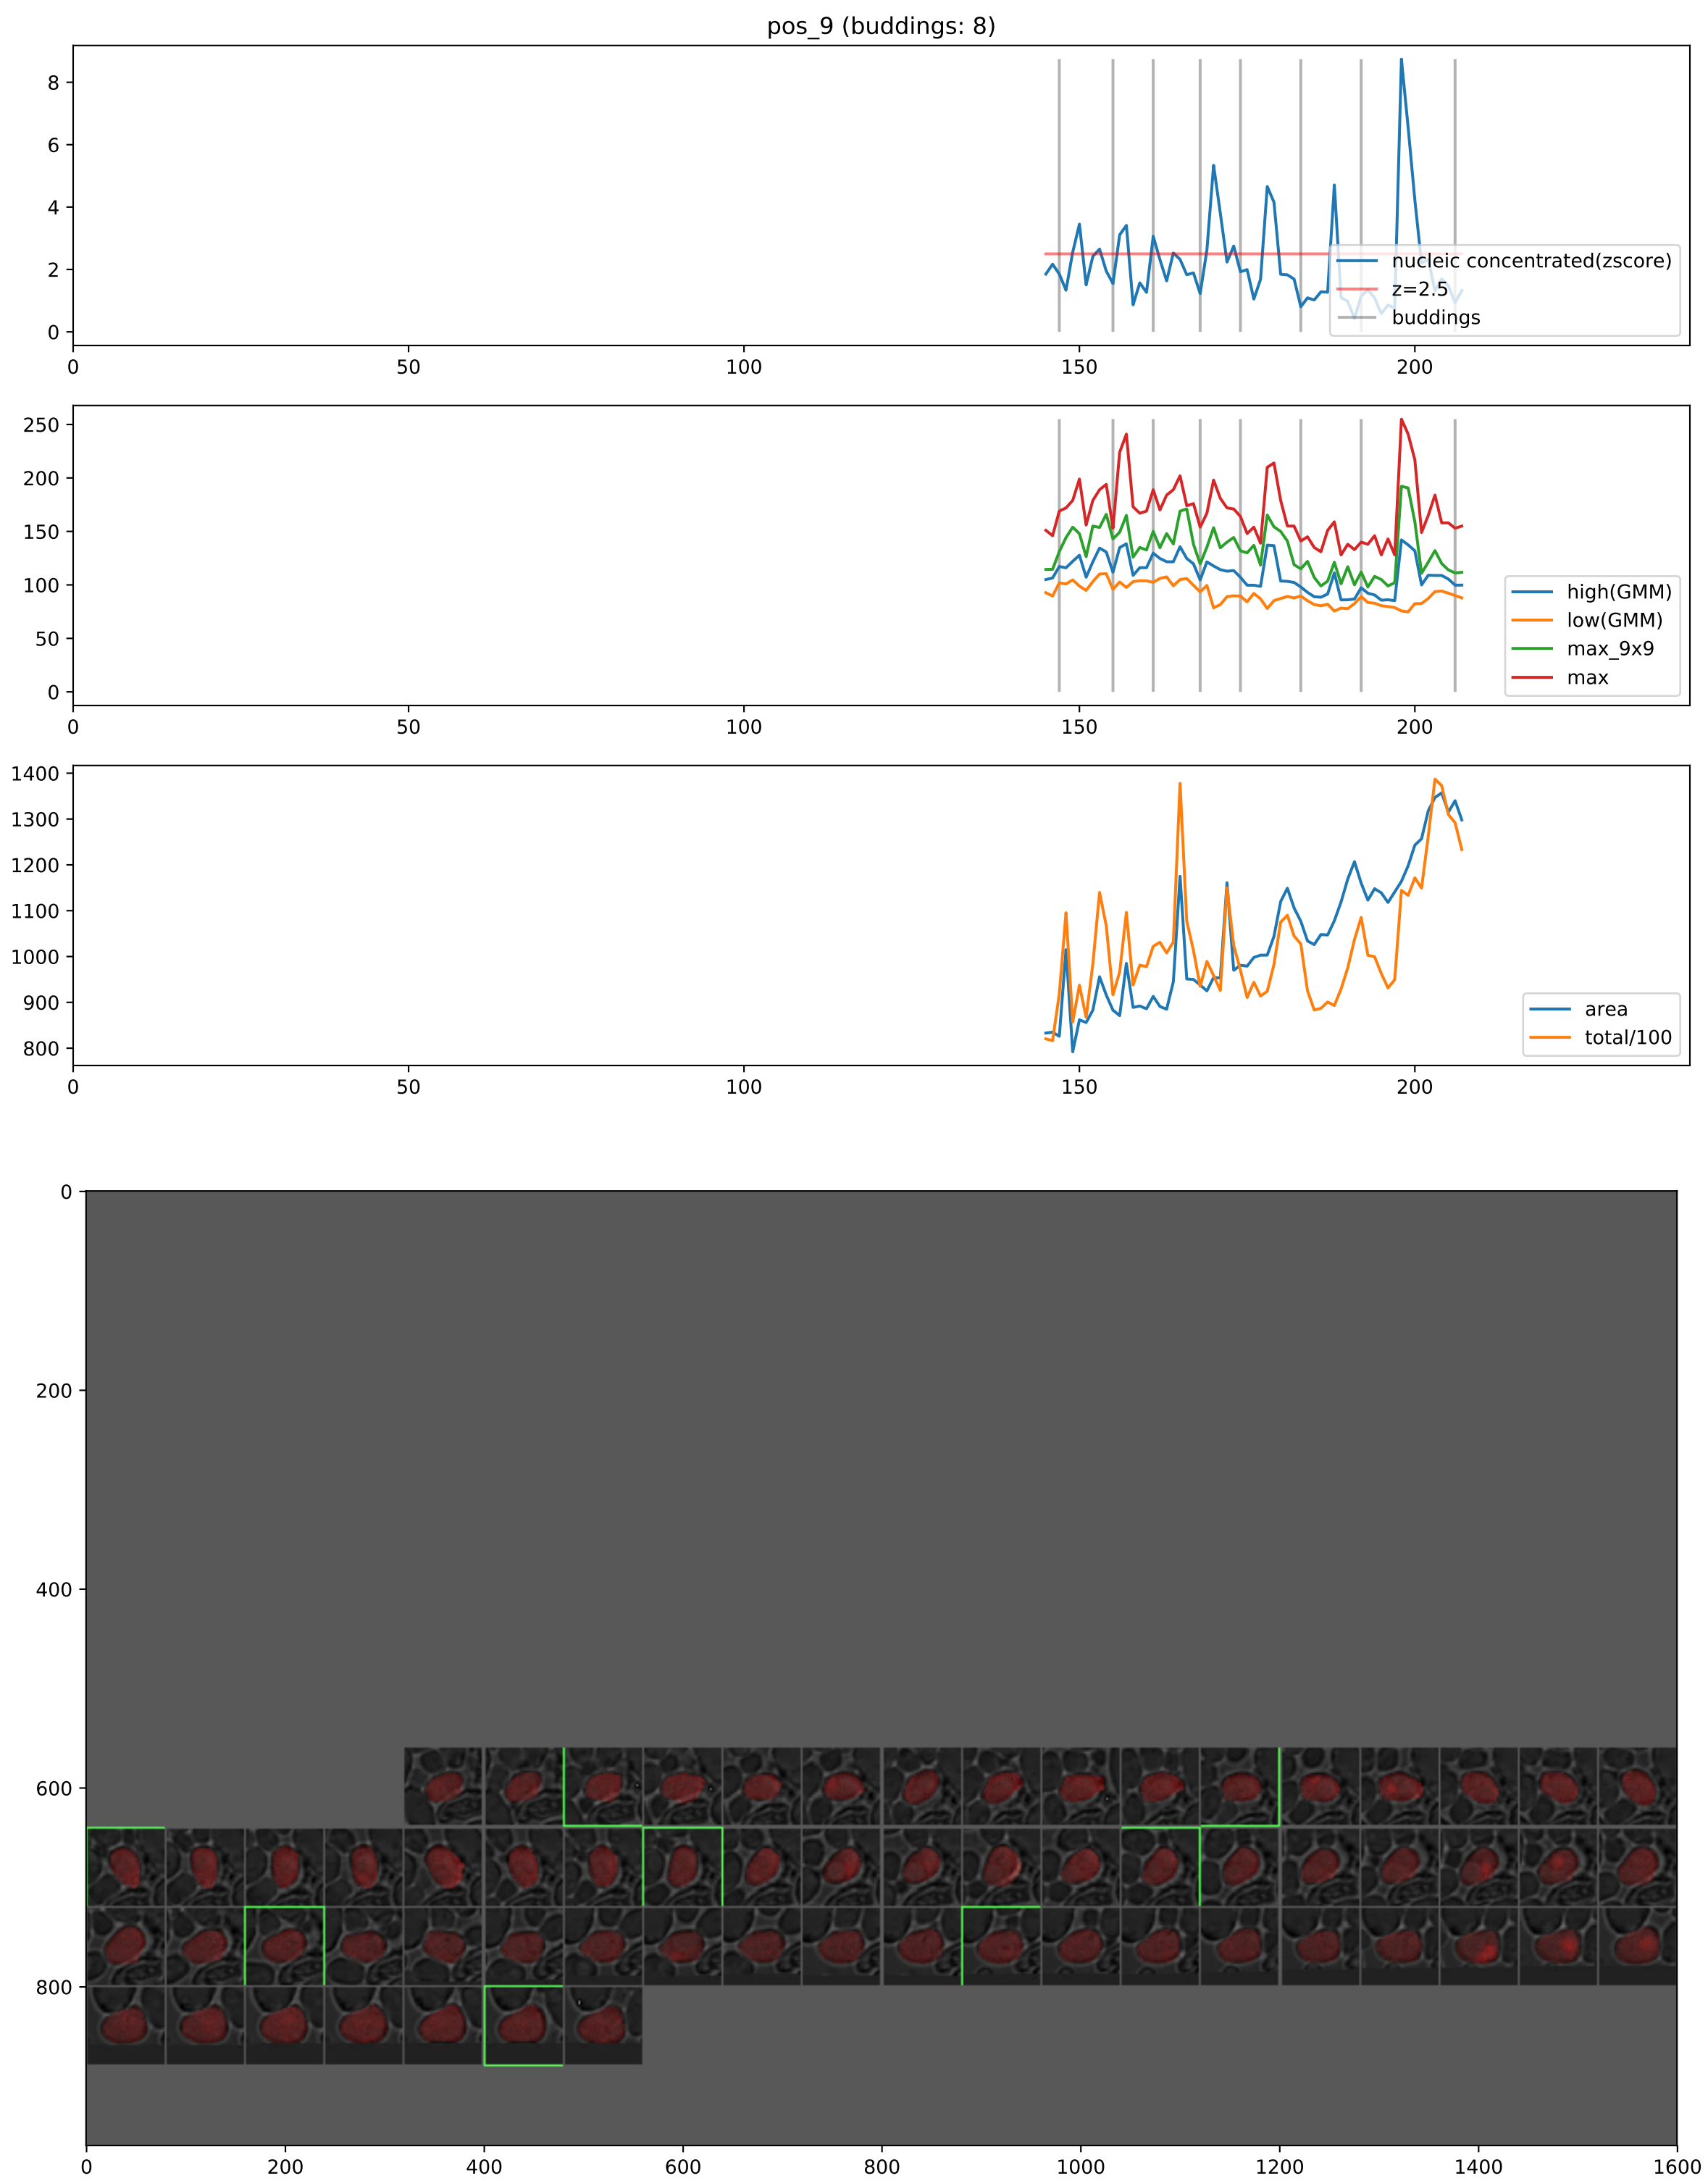 pos_9 (buddings: 8)
8
6
4
2
0
nucleic concentrated(zscore)
z=2.5
buddings
0 50 100 150 200
250
200
150
100
50
0
high(GMM)
low(GMM)
max_9x9
max
0 50 100 150 200
1400
1300
1200
1100
1000
900
800
area
total/100
0 50 100 150 200
0
200
400
600
800
0 200 400 600 800 1000 1200 1400 1600